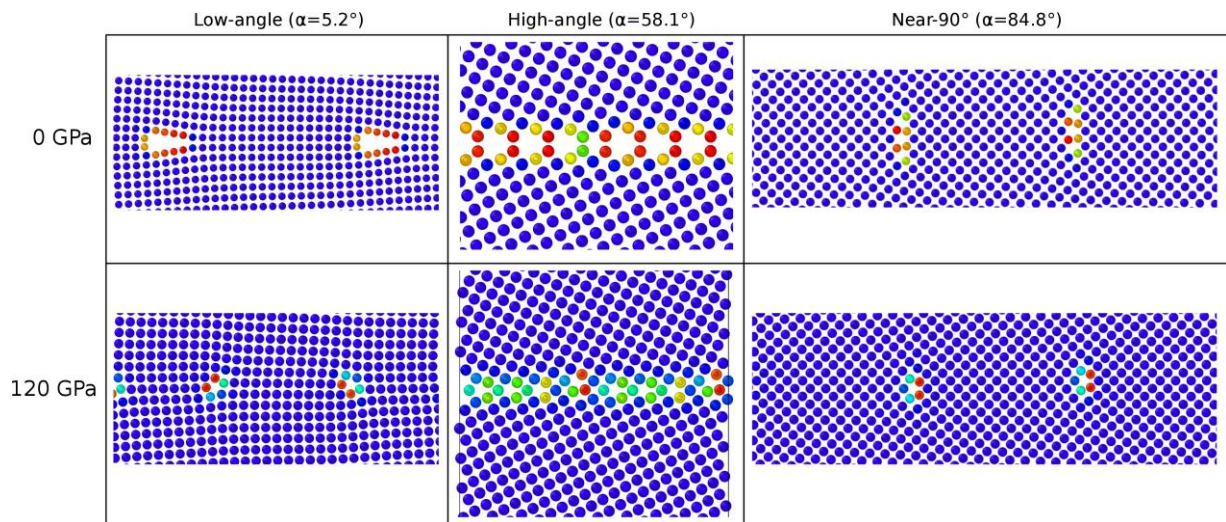 Low-angle (α=5.2°) High-angle (α=58.1°) Near-90° (α=84.8°)
0 GPa
120 GPa